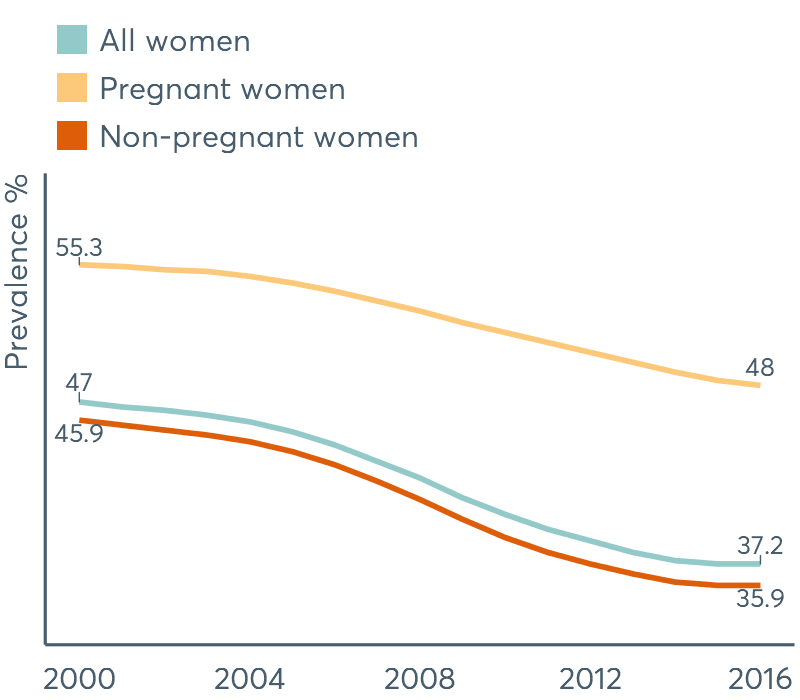 All women
Pregnant women
Non-pregnant women
Prevalence %
55.3
48
47
45.9
37.2
35.9
2000 2004 2008 2012 2016